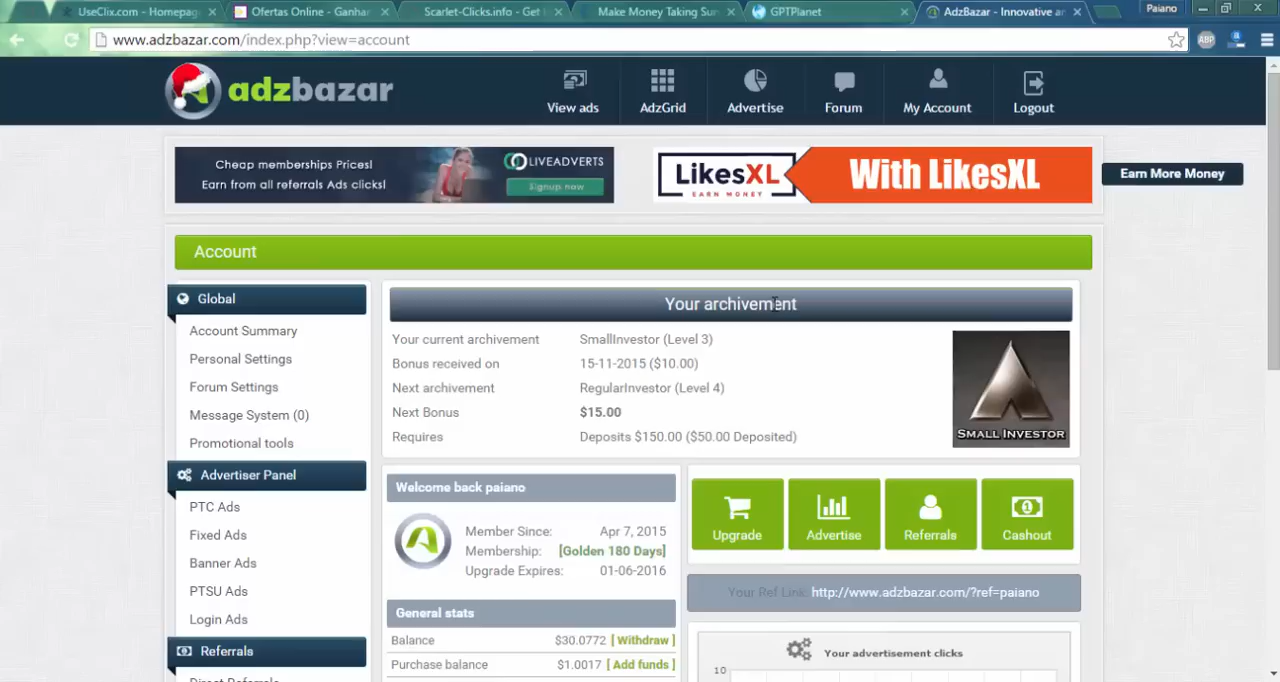 UseClix.com - Homepag
Ofertas Online - Ganha
Scarlet-Clicks.info - Get
Make Money Taking Su
GPTPlanet
AdzBazar - Innovative ar
Paiano
www.adzbazar.com/index.php?view=account
ABP
adzbazar
View ads
AdzGrid
Advertise
Forum
My Account
Logout
Cheap memberships Prices!
Earn from all referrals Ads clicks!
LIVEADVERTS
Signup now
LikesXL
EARN MONEY
With LikesXL
Earn More Money
Account
Global
Account Summary
Personal Settings
Forum Settings
Message System (0)
Promotional tools
Advertiser Panel
PTC Ads
Fixed Ads
Banner Ads
PTSU Ads
Login Ads
Referrals
Your archivement
Your current archivement SmallInvestor (Level 3)
Bonus received on 15-11-2015 ($10.00)
Next archivement RegularInvestor (Level 4)
Next Bonus $15.00
Requires Deposits $150.00 ($50.00 Deposited)
SMALL INVESTOR
Welcome back paiano
Member Since: Apr 7, 2015
Membership: [Golden 180 Days]
Upgrade Expires: 01-06-2016
General stats
Balance $30.0772 [ Withdraw ]
Purchase balance $1.0017 [ Add funds ]
Upgrade
Advertise
Referrals
Cashout
Your Ref Link: http://www.adzbazar.com/?ref=paiano
Your advertisement clicks
10